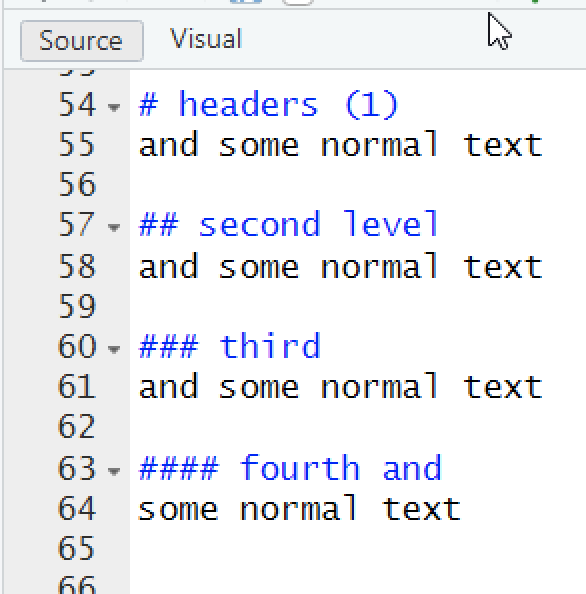 Source Visual
54 # headers (1)
55 and some normal text
56
57 ## second level
58 and some normal text
59
60 ### third
61 and some normal text
62
63 #### fourth and
64 some normal text
65
66